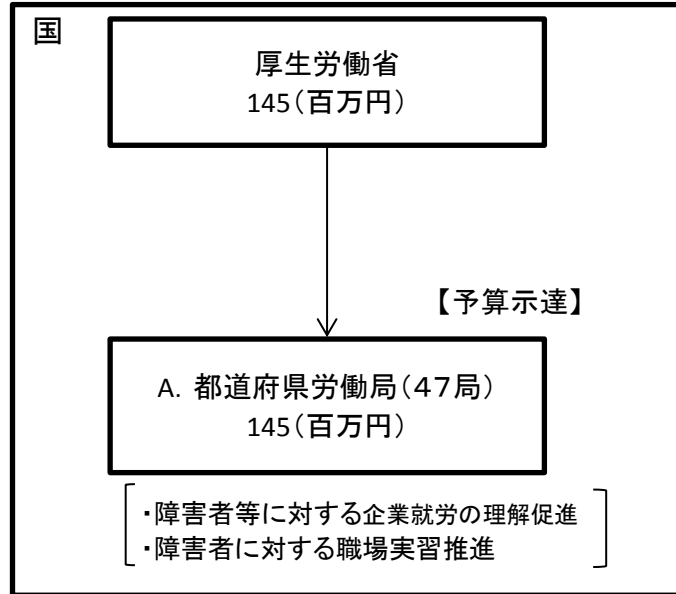 国
厚生労働省
145(百万円)
【予算示達】
A. 都道府県労働局(47局)
145(百万円)
・障害者等に対する企業就労の理解促進
・障害者に対する職場実習推進